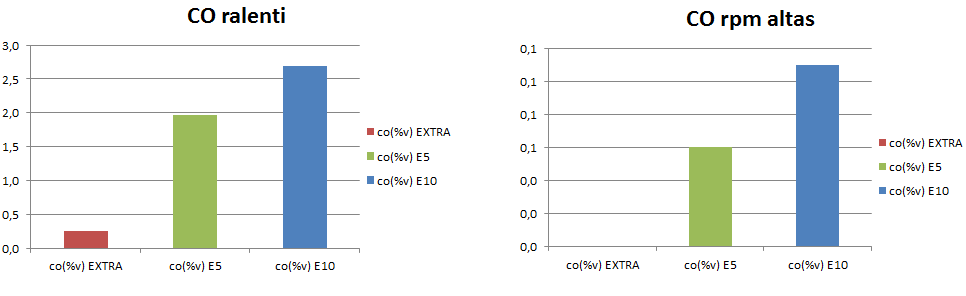 CO ralenti
3,0
2,5
2,0
1,5
1,0
0,5
0,0
co(%v) EXTRA
co(%v) E5
co(%v) E10
co(%v) EXTRA
co(%v) E5
co(%v) E10
CO rpm altas
0,1
0,1
0,1
0,1
0,0
0,0
0,0
co(%v) EXTRA
co(%v) E5
co(%v) E10
co(%v) EXTRA
co(%v) E5
co(%v) E10